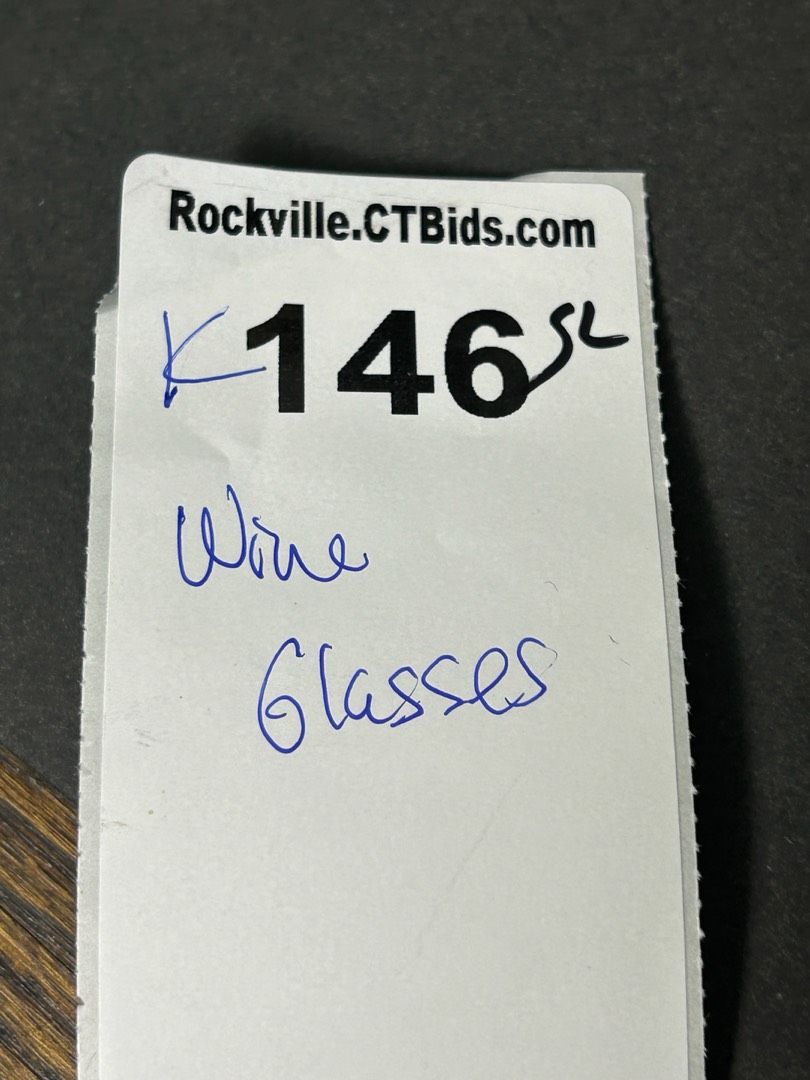 Rockville.CTBids.com
K146SL
Wine
Glasses